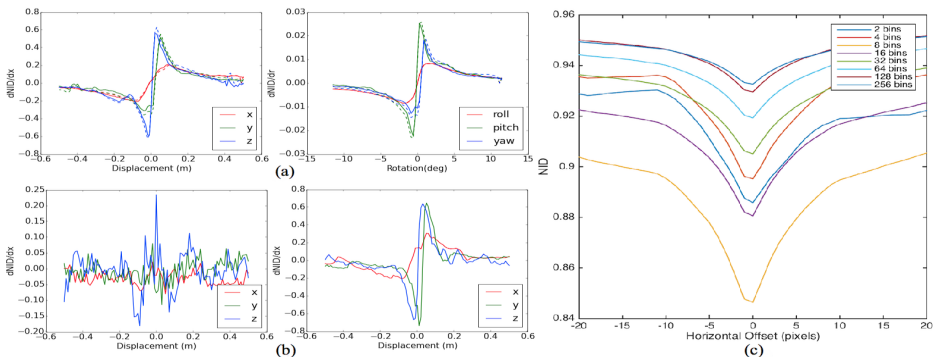 0.8
0.6
0.4
0.2
0.0
−0.2
−0.4
−0.6
−0.8
dNID/dx
−0.6 −0.4 −0.2 0.0 0.2 0.4 0.6
Displacement (m)
x
y
z
0.03
0.02
0.01
0.00
−0.01
−0.02
−0.03
dNID/dr
−15 −10 −5 0 5 10 15
Rotation(deg)
roll
pitch
yaw
(a)
0.25
0.20
0.15
0.10
0.05
0.00
−0.05
−0.10
−0.15
−0.20
dNID/dx
−0.6 −0.4 −0.2 0.0 0.2 0.4 0.6
Displacement (m)
x
y
z
0.8
0.6
0.4
0.2
0.0
−0.2
−0.4
−0.6
−0.8
dNID/dx
−0.6 −0.4 −0.2 0.0 0.2 0.4 0.6
Displacement (m)
x
y
z
(b)
0.96
0.94
0.92
0.9
0.88
0.86
0.84
NID
-20 -15 -10 -5 0 5 10 15 20
Horizontal Offset (pixels)
2 bins
4 bins
8 bins
16 bins
32 bins
64 bins
128 bins
256 bins
(c)